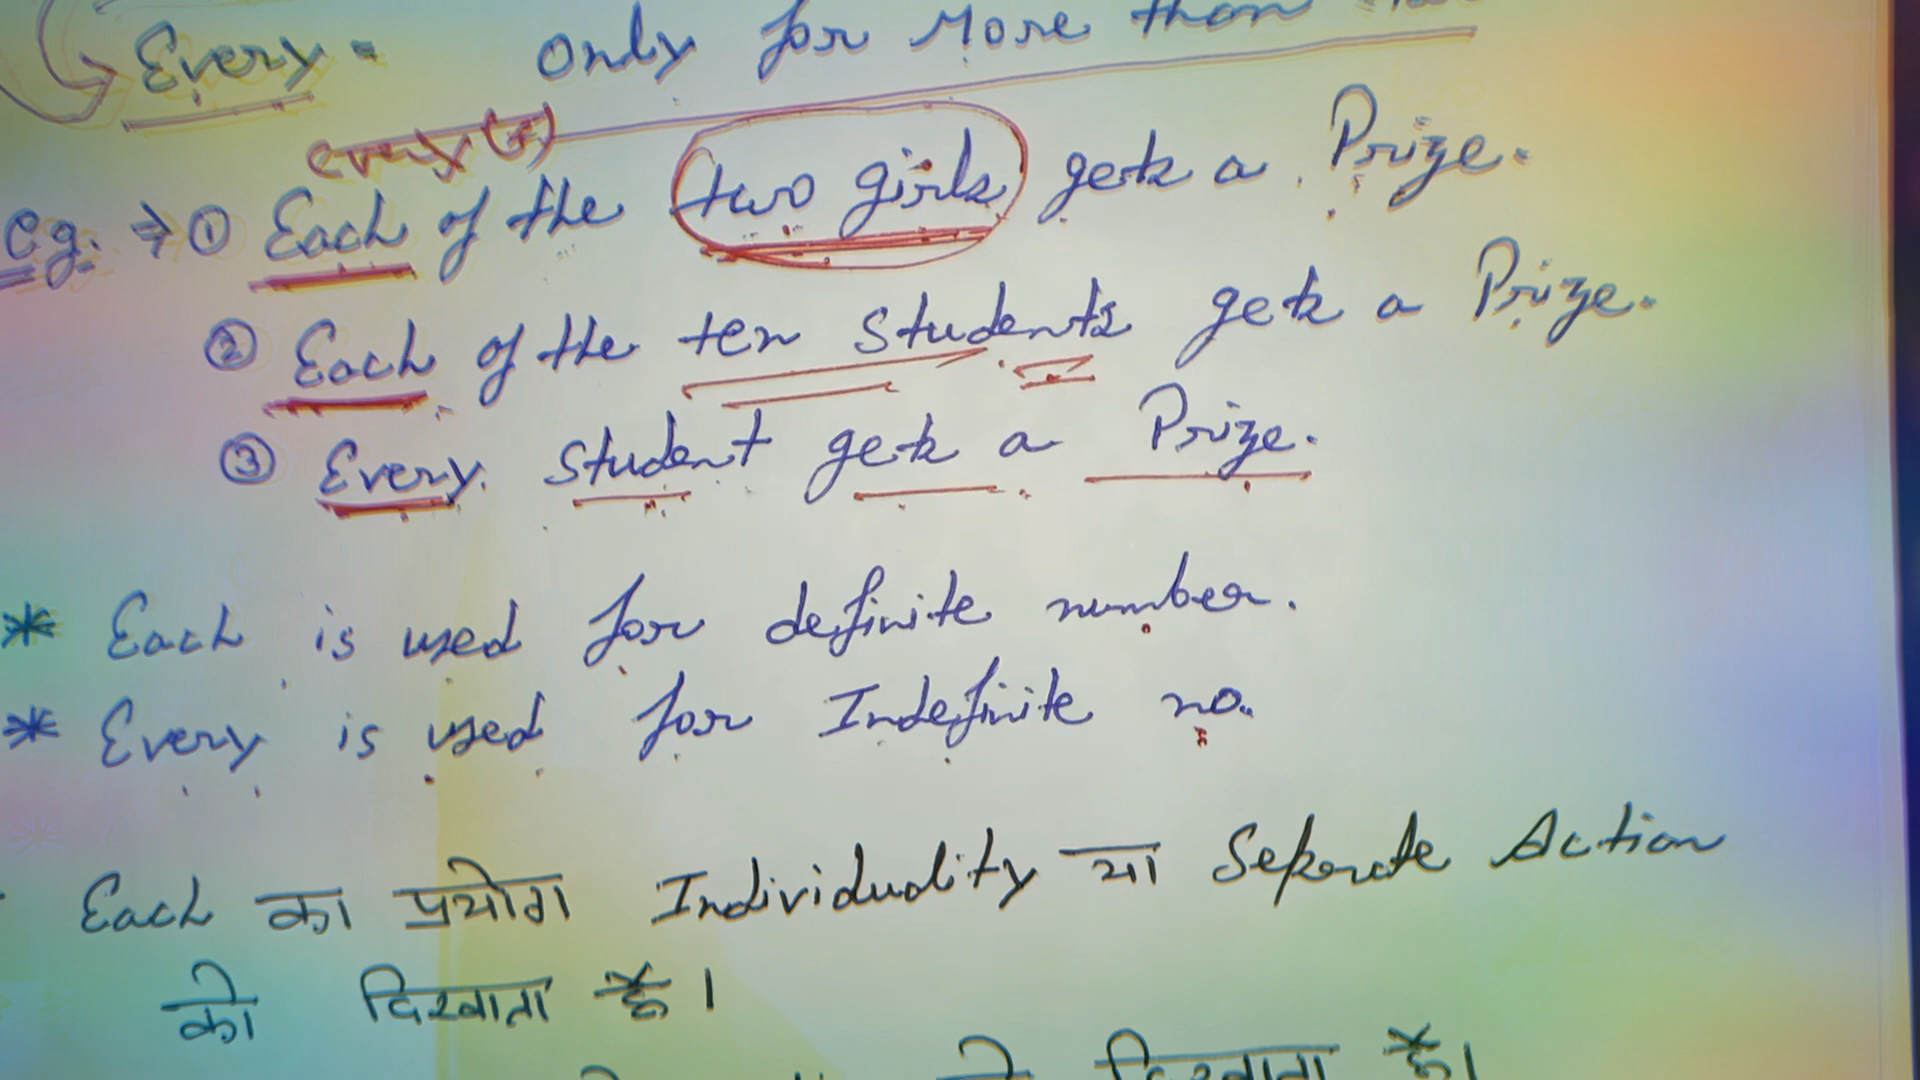 Every = Only for More than
every (x)
eg. ⇒ ① Each of the two girls gets a Prize.
② Each of the ten students gets a Prize.
③ Every student gets a Prize.
* Each is used for definite number.
* Every is used for Indefinite no.
Each का प्रयोग Individuality या Seperate Action
को दिखाता है।
दिखाता है।